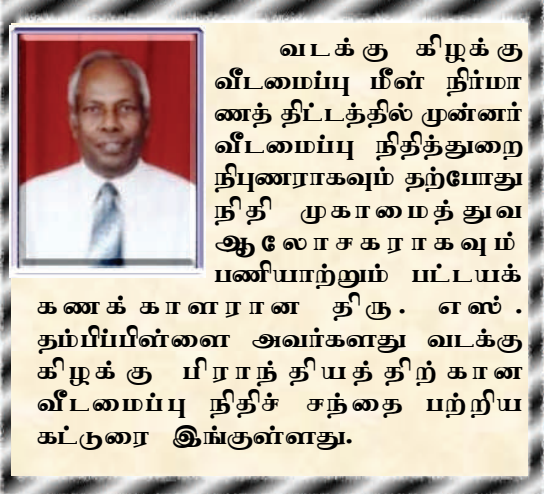 வடக்கு கிழக்கு
வீடமைப்பு மீள் நிர்மா
ணத் திட்டத்தில் முன்னர்
வீடமைப்பு நிதித்துறை
நிபுணராகவும் தற்போது
நிதி முகாமைத்துவ
ஆலோசகராகவும்
பணியாற்றும் பட்டயக்
கணக்காளரான திரு. எஸ்.
தம்பிப்பிள்ளை அவர்களது வடக்கு
கிழக்கு பிராந்தியத்திற்கான
வீடமைப்பு நிதிச் சந்தை பற்றிய
கட்டுரை இங்குள்ளது.